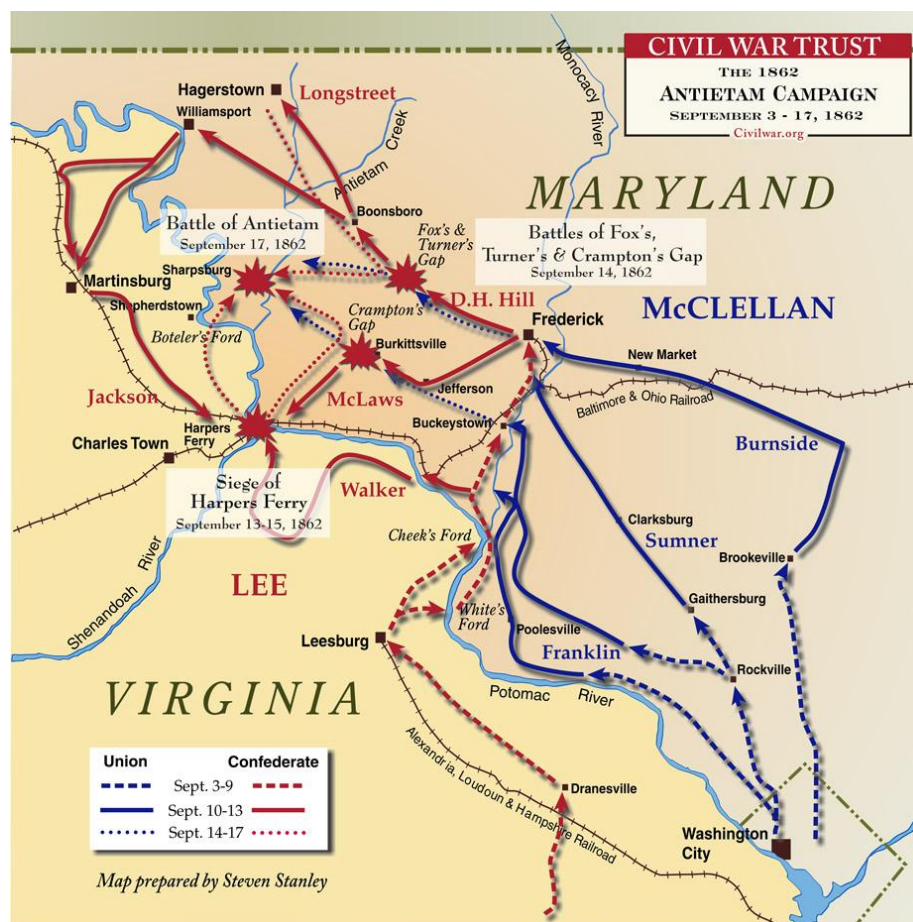 CIVIL WAR TRUST
THE 1862
ANTIETAM CAMPAIGN
SEPTEMBER 3 - 17, 1862
Civilwar.org
Monocacy River
Hagerstown
Longstreet
Williamsport
Antietam
Creek
MARYLAND
Boonsboro
Battle of Antietam
September 17, 1862
Fox's &
Turner's
Gap
Battles of Fox's,
Turner's & Crampton's Gap
September 14, 1862
Sharpsburg
Martinsburg
Shepherdstown
Boteler's Ford
Crampton's
Gap
D.H. Hill
McCLELLAN
Frederick
Burkittsville
New Market
Jefferson
Baltimore & Ohio Railroad
Jackson
McLaws
Buckeystown
Harpers
Ferry
Charles Town
Burnside
Siege of
Harpers Ferry
September 13-15, 1862
Walker
Clarksburg
Sumner
Cheek's Ford
Brookeville
Shenandoah River
LEE
White's
Ford
Gaithersburg
Leesburg
Poolesville
Franklin
Rockville
Potomac River
VIRGINIA
Alexandria, Loudoun & Hampshire Railroad
Dranesville
Union Confederate
Sept. 3-9
Sept. 10-13
Sept. 14-17
Washington
City
Map prepared by Steven Stanley